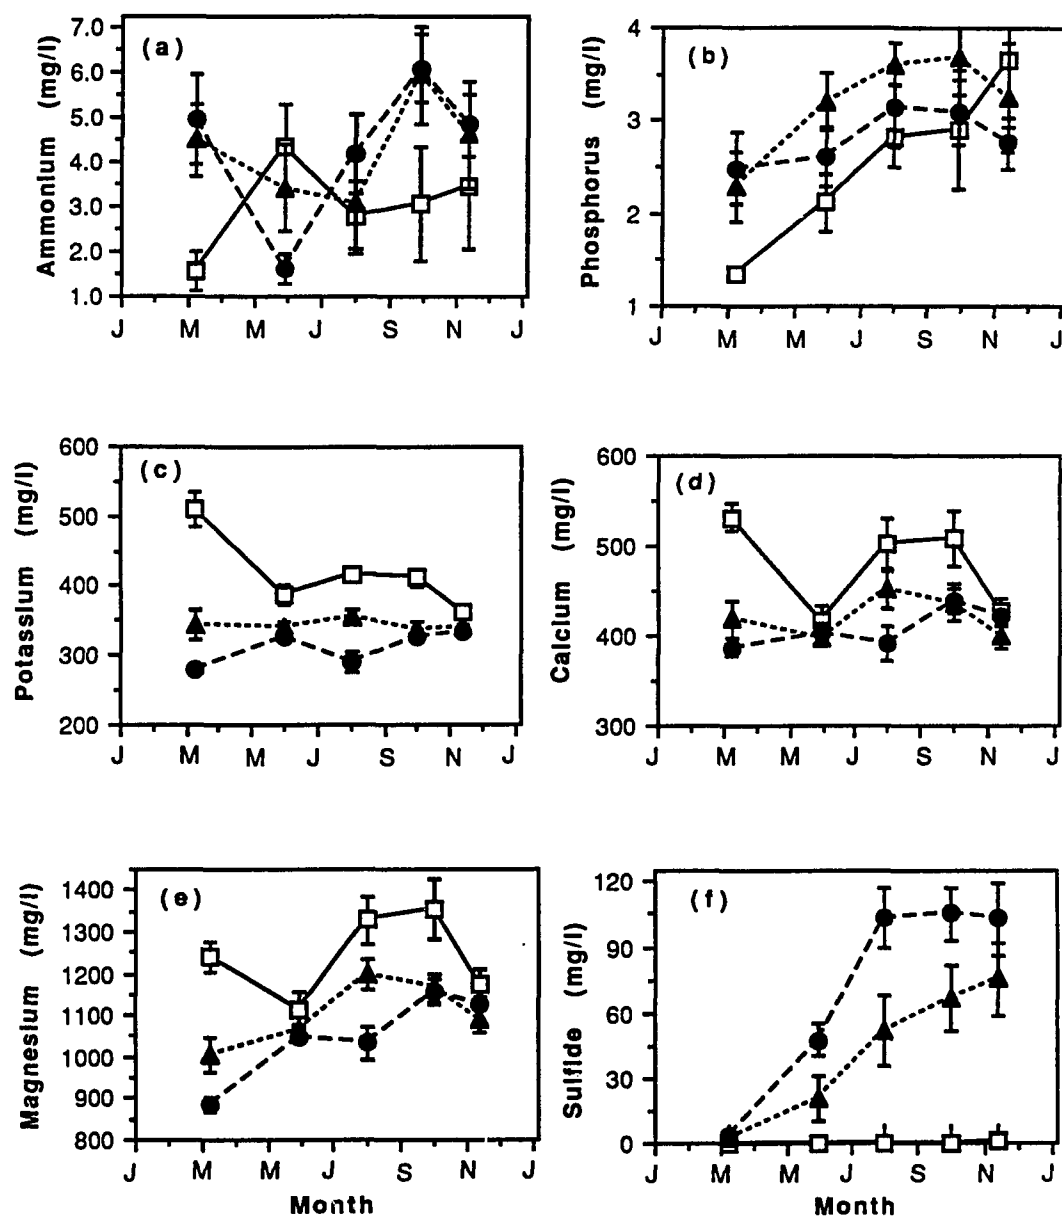 (a)
Ammonium (mg/l)
7.0
6.0
5.0
4.0
3.0
2.0
1.0
J M M J S N J
(b)
Phosphorus (mg/l)
4
3
2
1
J M M J S N J
(c)
Potassium (mg/l)
600
500
400
300
200
J M M J S N J
(d)
Calcium (mg/l)
600
500
400
300
J M M J S N J
(e)
Magnesium (mg/l)
1400
1300
1200
1100
1000
900
800
J M M J S N J
Month
(f)
Sulfide (mg/l)
120
90
60
30
0
J M M J S N J
Month